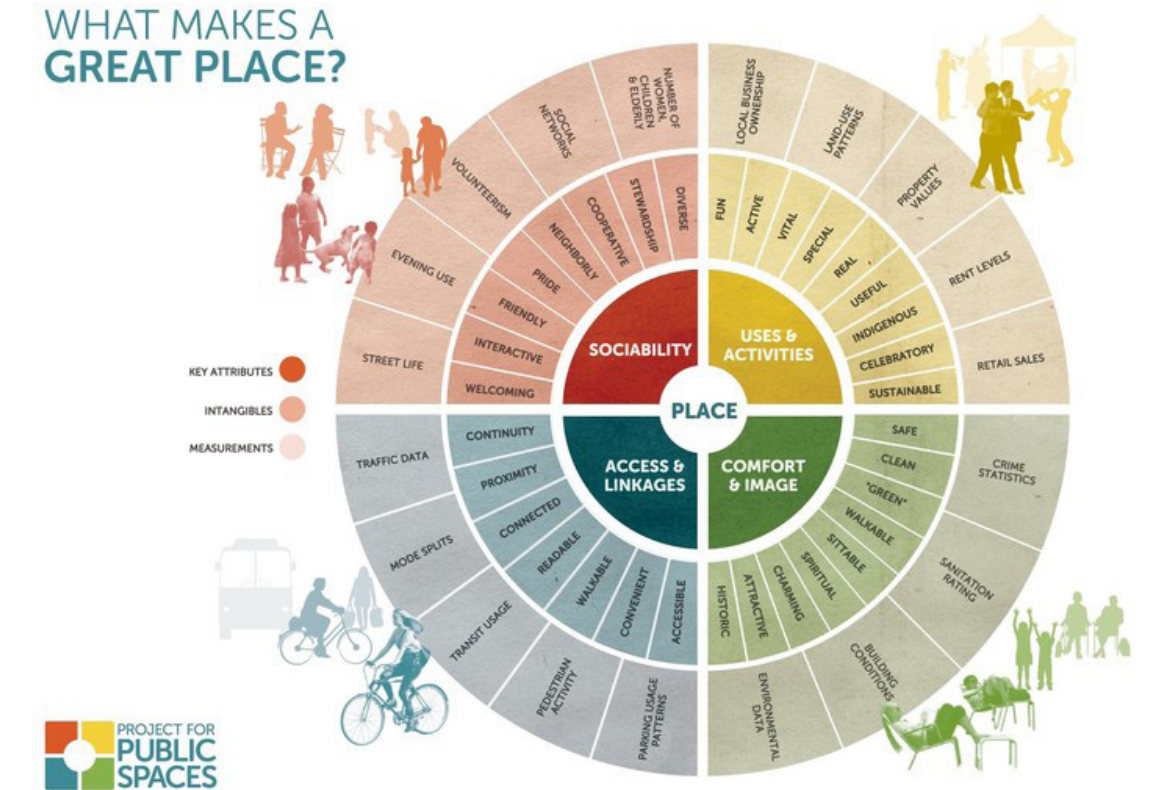 WHAT MAKES A
GREAT PLACE?
KEY ATTRIBUTES
INTANGIBLES
MEASUREMENTS
PLACE
SOCIABILITY
DIVERSE
STEWARDSHIP
COOPERATIVE
NEIGHBORLY
PRIDE
FRIENDLY
INTERACTIVE
WELCOMING
NUMBER OF
WOMEN,
CHILDREN
& ELDERLY
SOCIAL
NETWORKS
VOLUNTEERISM
EVENING USE
STREET LIFE
USES &
ACTIVITIES
FUN
ACTIVE
VITAL
SPECIAL
REAL
USEFUL
INDIGENOUS
CELEBRATORY
SUSTAINABLE
LOCAL BUSINESS
OWNERSHIP
LAND-USE
PATTERNS
PROPERTY
VALUES
RENT LEVELS
RETAIL SALES
ACCESS &
LINKAGES
CONTINUITY
PROXIMITY
CONNECTED
READABLE
WALKABLE
CONVENIENT
ACCESSIBLE
TRAFFIC DATA
MODE SPLITS
TRANSIT USAGE
PEDESTRIAN
ACTIVITY
PARKING USAGE
PATTERNS
COMFORT
& IMAGE
SAFE
CLEAN
"GREEN"
WALKABLE
SITTABLE
SPIRITUAL
CHARMING
ATTRACTIVE
HISTORIC
CRIME
STATISTICS
SANITATION
RATING
BUILDING
CONDITIONS
ENVIRONMENTAL
DATA
PROJECT FOR
PUBLIC
SPACES